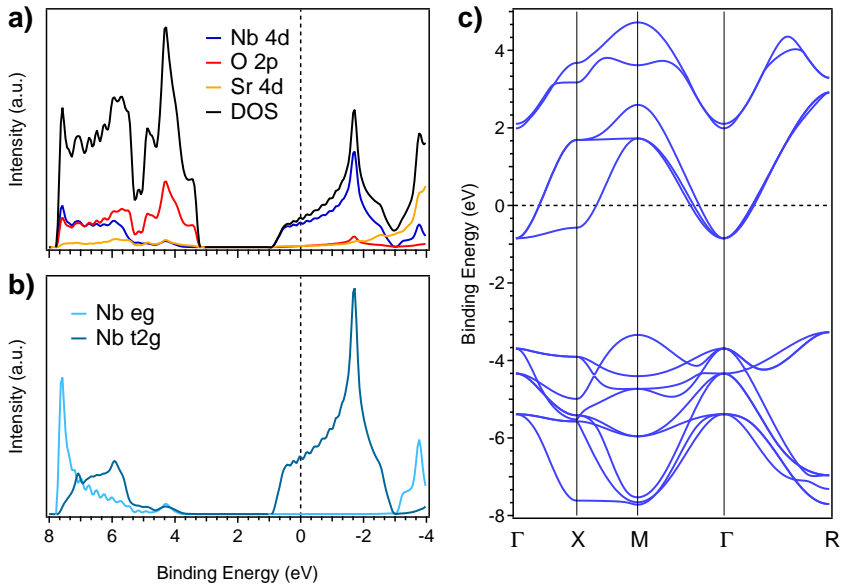 a)
Nb 4d
O 2p
Sr 4d
DOS
Intensity (a.u.)
b)
Nb eg
Nb t2g
Intensity (a.u.)
8 6 4 2 0 -2 -4
Binding Energy (eV)
c)
4
2
0
-2
-4
-6
-8
Binding Energy (eV)
Γ X M Γ R